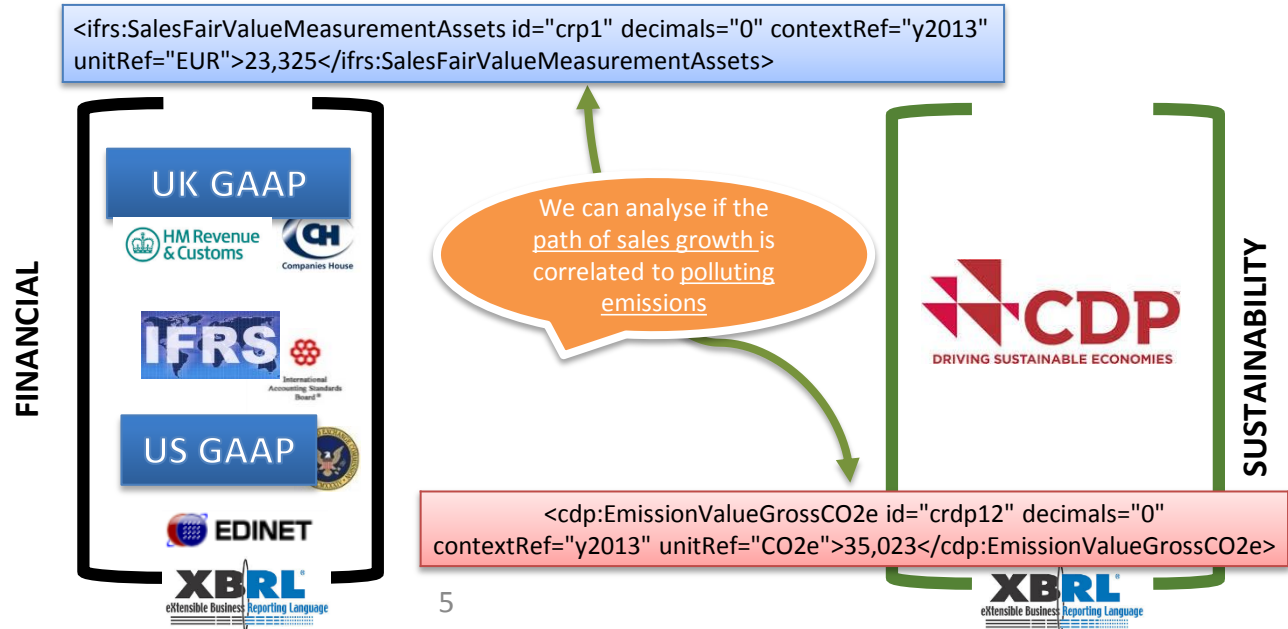 <ifrs:SalesFairValueMeasurementAssets id="crp1" decimals="0" contextRef="y2013"
unitRef="EUR">23,325</ifrs:SalesFairValueMeasurementAssets>
FINANCIAL
UK GAAP
HM Revenue
& Customs
CH
Companies House
IFRS
International
Accounting Standards
Board®
US GAAP
EDINET
XBRL
eXtensible Business Reporting Language
We can analyse if the
path of sales growth is
correlated to polluting
emissions
CDP
DRIVING SUSTAINABLE ECONOMIES
SUSTAINABILITY
<cdp:EmissionValueGrossCO2e id="crdp12" decimals="0"
contextRef="y2013" unitRef="CO2e">35,023</cdp:EmissionValueGrossCO2e>
XBRL
eXtensible Business Reporting Language
5